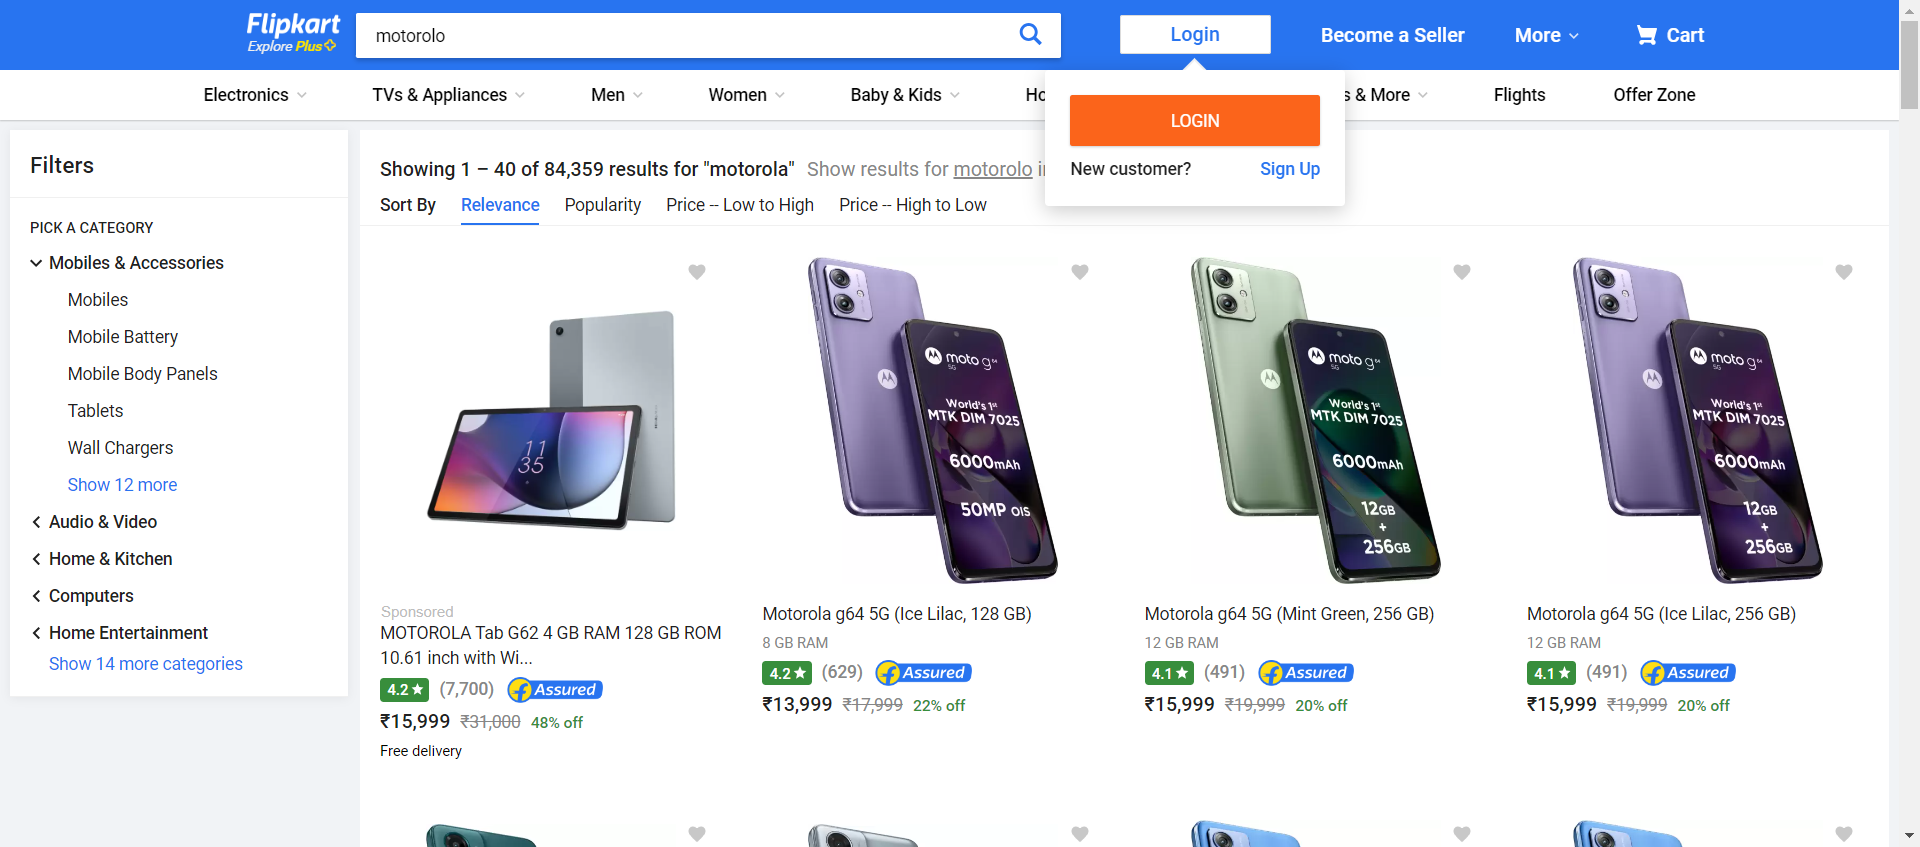 Flipkart
Explore Plus
motorolo
Login
Become a Seller
More
Cart
Electronics
TVs & Appliances
Men
Women
Baby & Kids
Ho
s & More
Flights
Offer Zone
LOGIN
New customer? Sign Up
Filters
PICK A CATEGORY
Mobiles & Accessories
Mobiles
Mobile Battery
Mobile Body Panels
Tablets
Wall Chargers
Show 12 more
Audio & Video
Home & Kitchen
Computers
Home Entertainment
Show 14 more categories
Showing 1 – 40 of 84,359 results for "motorola" Show results for motorolo i
Sort By Relevance Popularity Price -- Low to High Price -- High to Low
11
35
Sponsored
MOTOROLA Tab G62 4 GB RAM 128 GB ROM
10.61 inch with Wi...
4.2★ (7,700) Assured
₹15,999 ₹31,000 48% off
Free delivery
moto g64
5G
World's 1st
MTK DIM 7025
6000mAh
50MP OIS
Motorola g64 5G (Ice Lilac, 128 GB)
8 GB RAM
4.2★ (629) Assured
₹13,999 ₹17,999 22% off
moto g64
5G
World's 1st
MTK DIM 7025
6000mAh
12GB
+
256GB
Motorola g64 5G (Mint Green, 256 GB)
12 GB RAM
4.1★ (491) Assured
₹15,999 ₹19,999 20% off
moto g64
5G
World's 1st
MTK DIM 7025
6000mAh
12GB
+
256GB
Motorola g64 5G (Ice Lilac, 256 GB)
12 GB RAM
4.1★ (491) Assured
₹15,999 ₹19,999 20% off